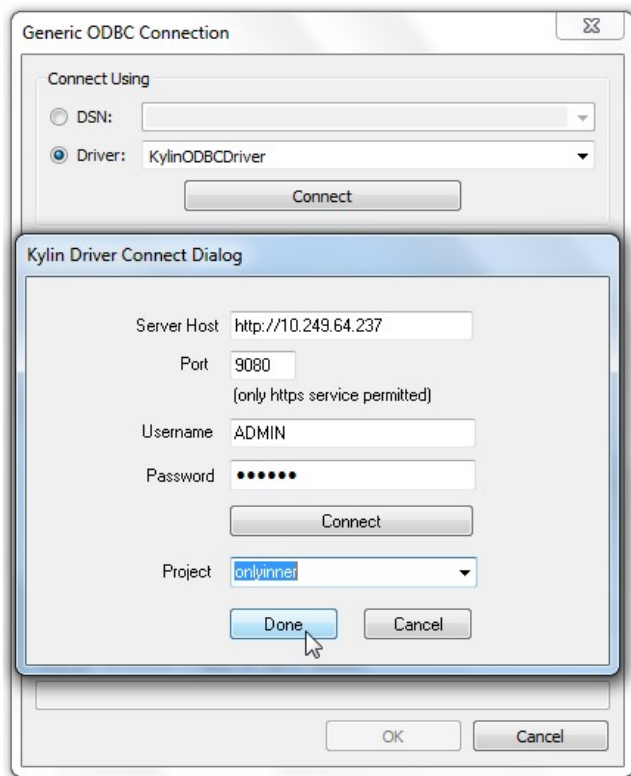 Generic ODBC Connection
Connect Using
DSN:
Driver: KylinODBCDriver
Connect
Kylin Driver Connect Dialog
Server Host http://10.249.64.237
Port 9080
(only https service permitted)
Username ADMIN
Password ●●●●●●
Connect
Project onlyinner
Done Cancel
OK Cancel